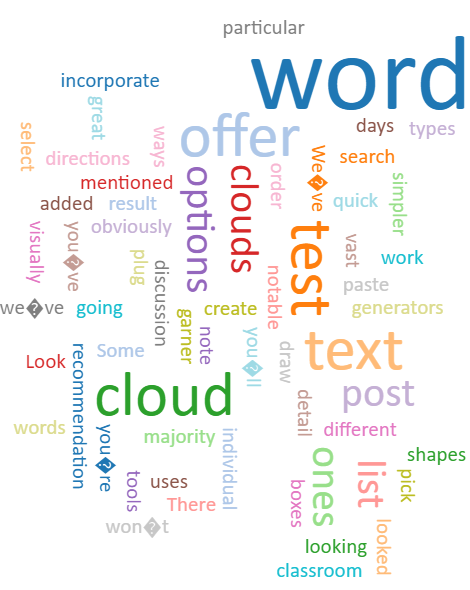 particular
word
incorporate
great
offer
days
types
select
directions
ways
mentioned
options
clouds
order
We�ve
search
quick
simpler
added
result
obviously
visually
you�ve
plug
discussion
test
vast
work
paste
notable
generators
we�ve
going
garner
note
create
you�ll
draw
text
Look
recommendation
Some
cloud
post
detail
different
words
you�re
majority
individual
ones
list
shapes
pick
tools
uses
There
boxes
looked
won�t
looking
classroom